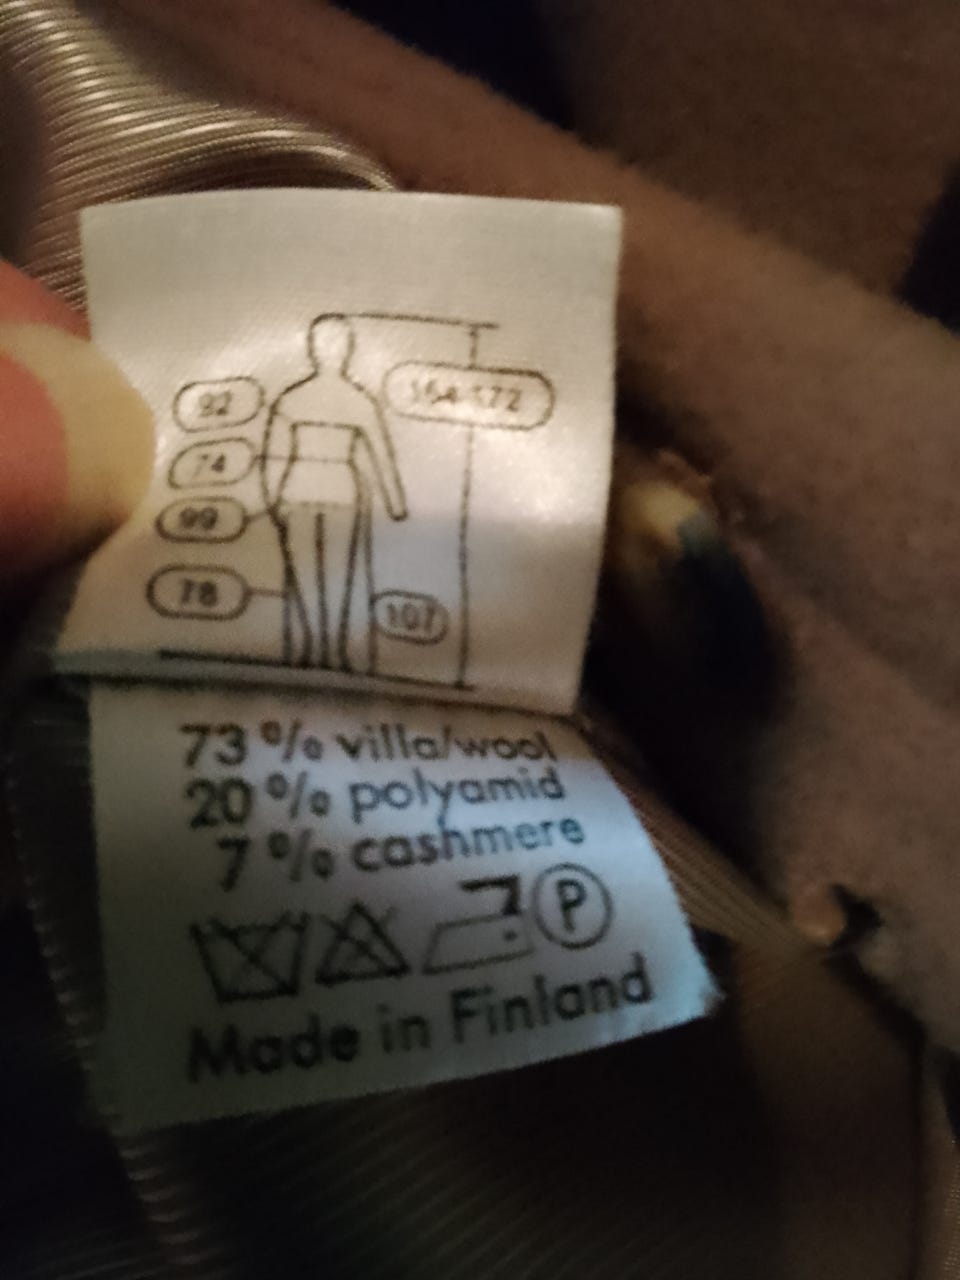 92
164-172
74
99
78
107
73 % villa/wool
20 % polyamid
7 % cashmere
P
Made in Finland